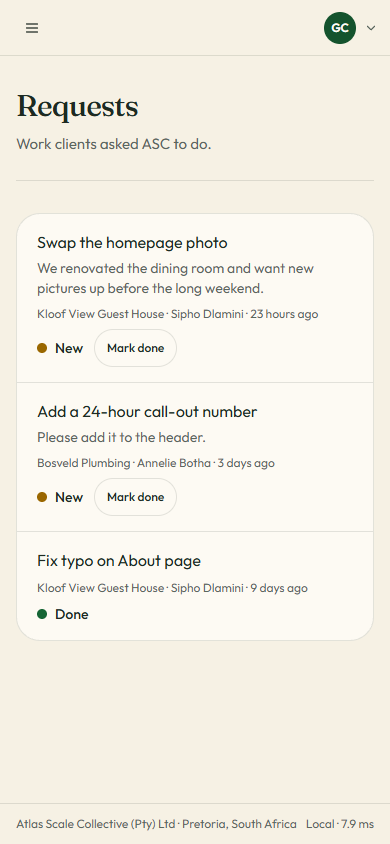 GC
Requests
Work clients asked ASC to do.
Swap the homepage photo
We renovated the dining room and want new
pictures up before the long weekend.
Kloof View Guest House · Sipho Dlamini · 23 hours ago
New Mark done
Add a 24-hour call-out number
Please add it to the header.
Bosveld Plumbing · Annelie Botha · 3 days ago
New Mark done
Fix typo on About page
Kloof View Guest House · Sipho Dlamini · 9 days ago
Done
Atlas Scale Collective (Pty) Ltd · Pretoria, South Africa Local · 7.9 ms